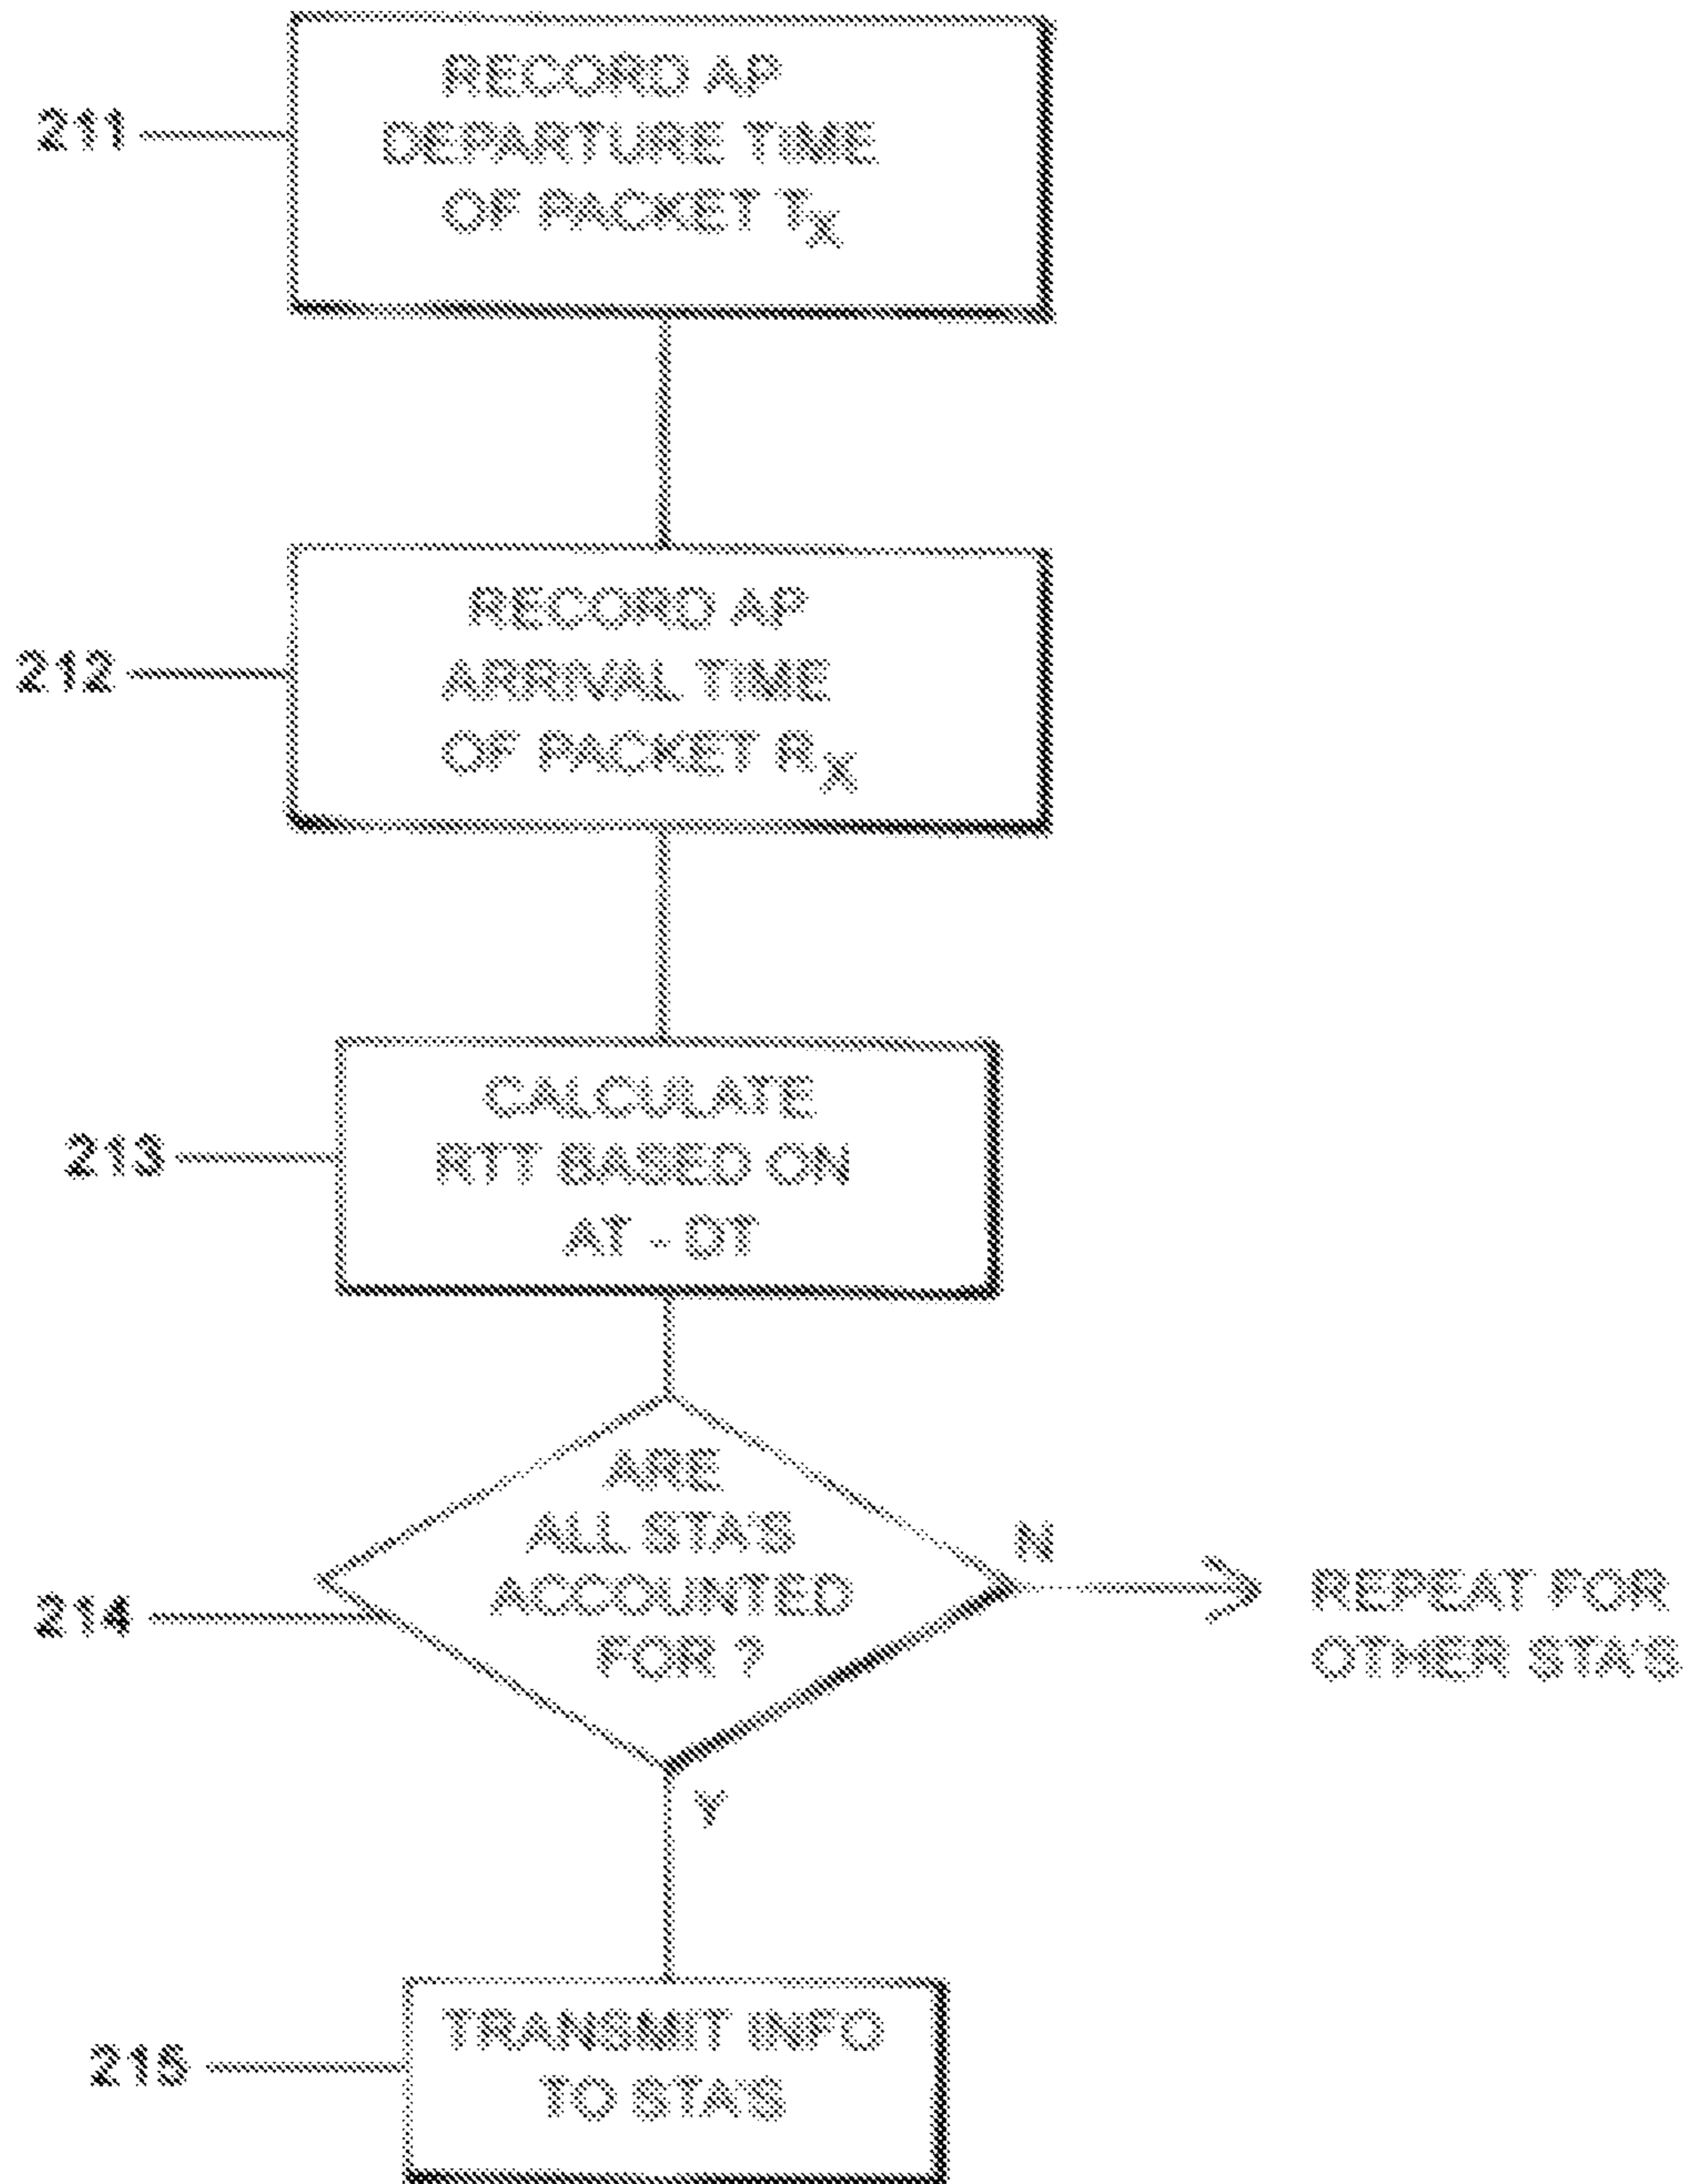 RECORD AP
211
DEPARTURE TIME
OF PACKET TX
RECORD AP
212
ARRIVAL TIME
OF PACKET RX
CALCULATE
213
RTT BASED ON
AT - DT
ARE
ALL STA'S
N
ACCOUNTED
214
FOR ?
REPEAT FOR
OTHER STA'S
Y
TRANSMIT INFO
215
TO STA'S